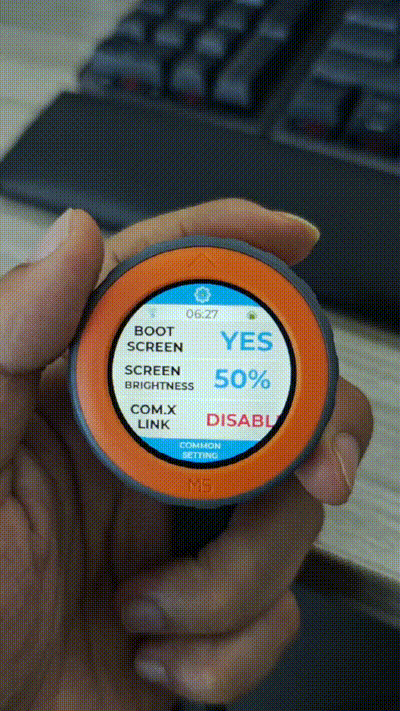 06:27
BOOT
SCREEN
YES
SCREEN
BRIGHTNESS
50%
COM.X
LINK
DISABL
COMMON
SETTING
M5